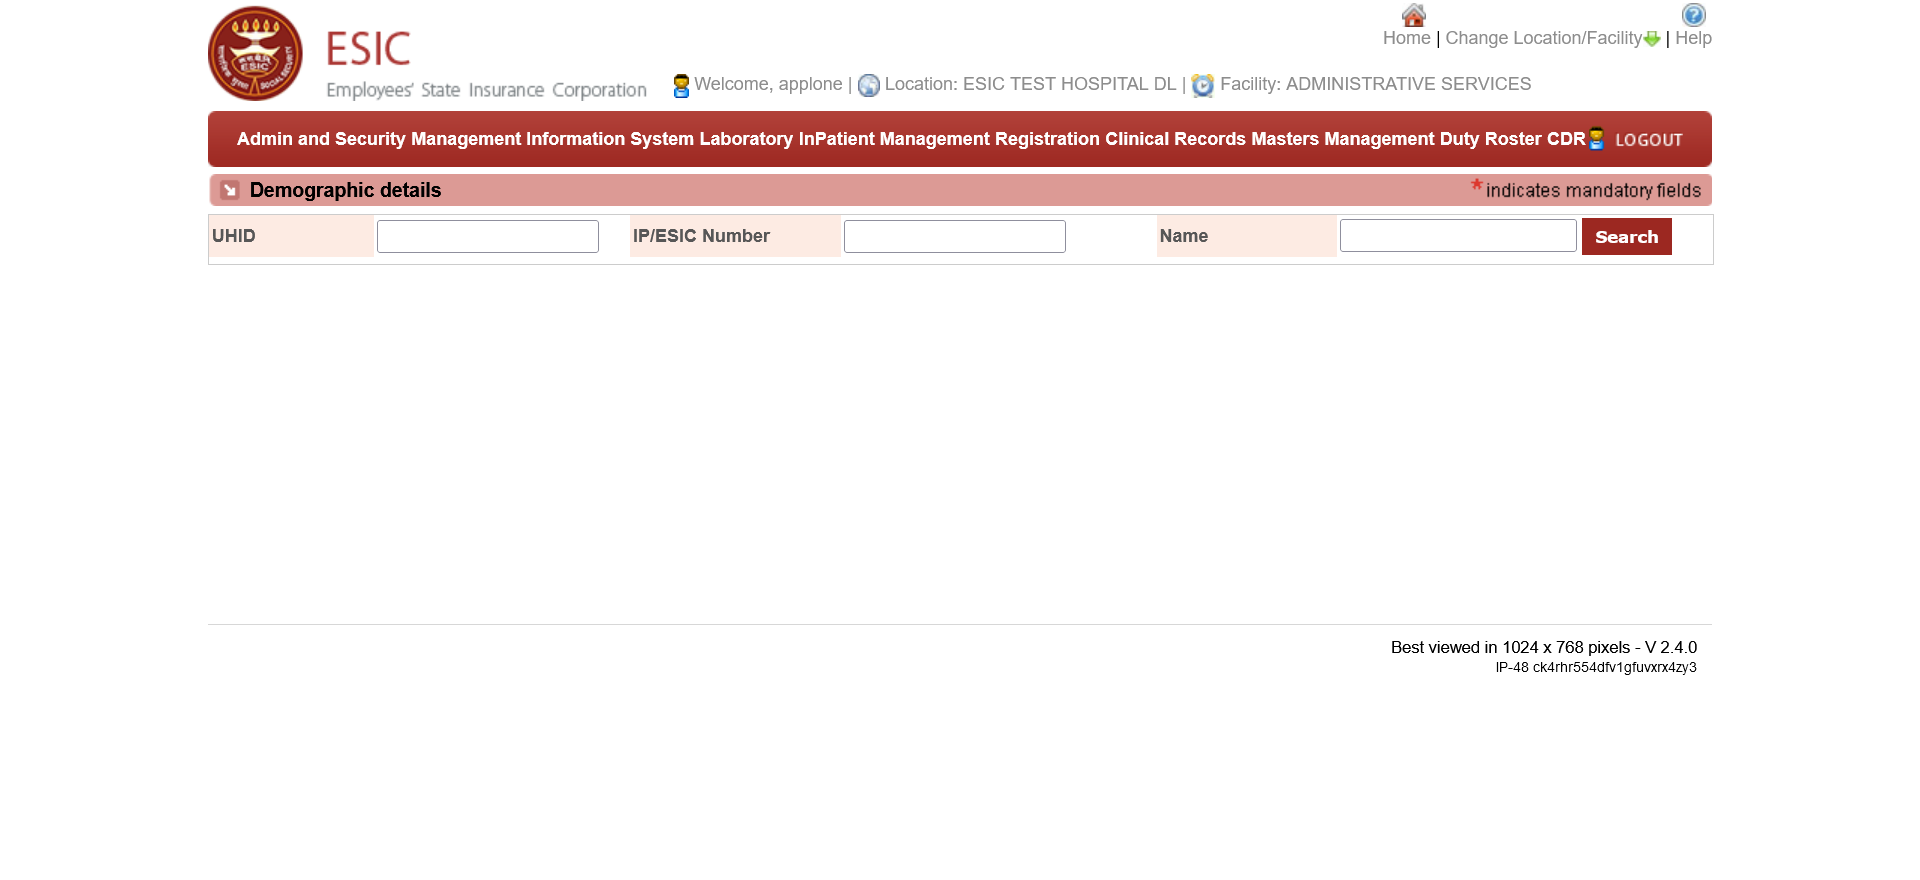 Home | Change Location/Facility | Help
ESIC
Employees' State Insurance Corporation
Welcome, applone | Location: ESIC TEST HOSPITAL DL | Facility: ADMINISTRATIVE SERVICES
Admin and Security Management Information System Laboratory InPatient Management Registration Clinical Records Masters Management Duty Roster CDR LOGOUT
Demographic details
* indicates mandatory fields
UHID
IP/ESIC Number
Name
Search
Best viewed in 1024 x 768 pixels - V 2.4.0
IP-48 ck4rhr554dfv1gfuvxrx4zy3